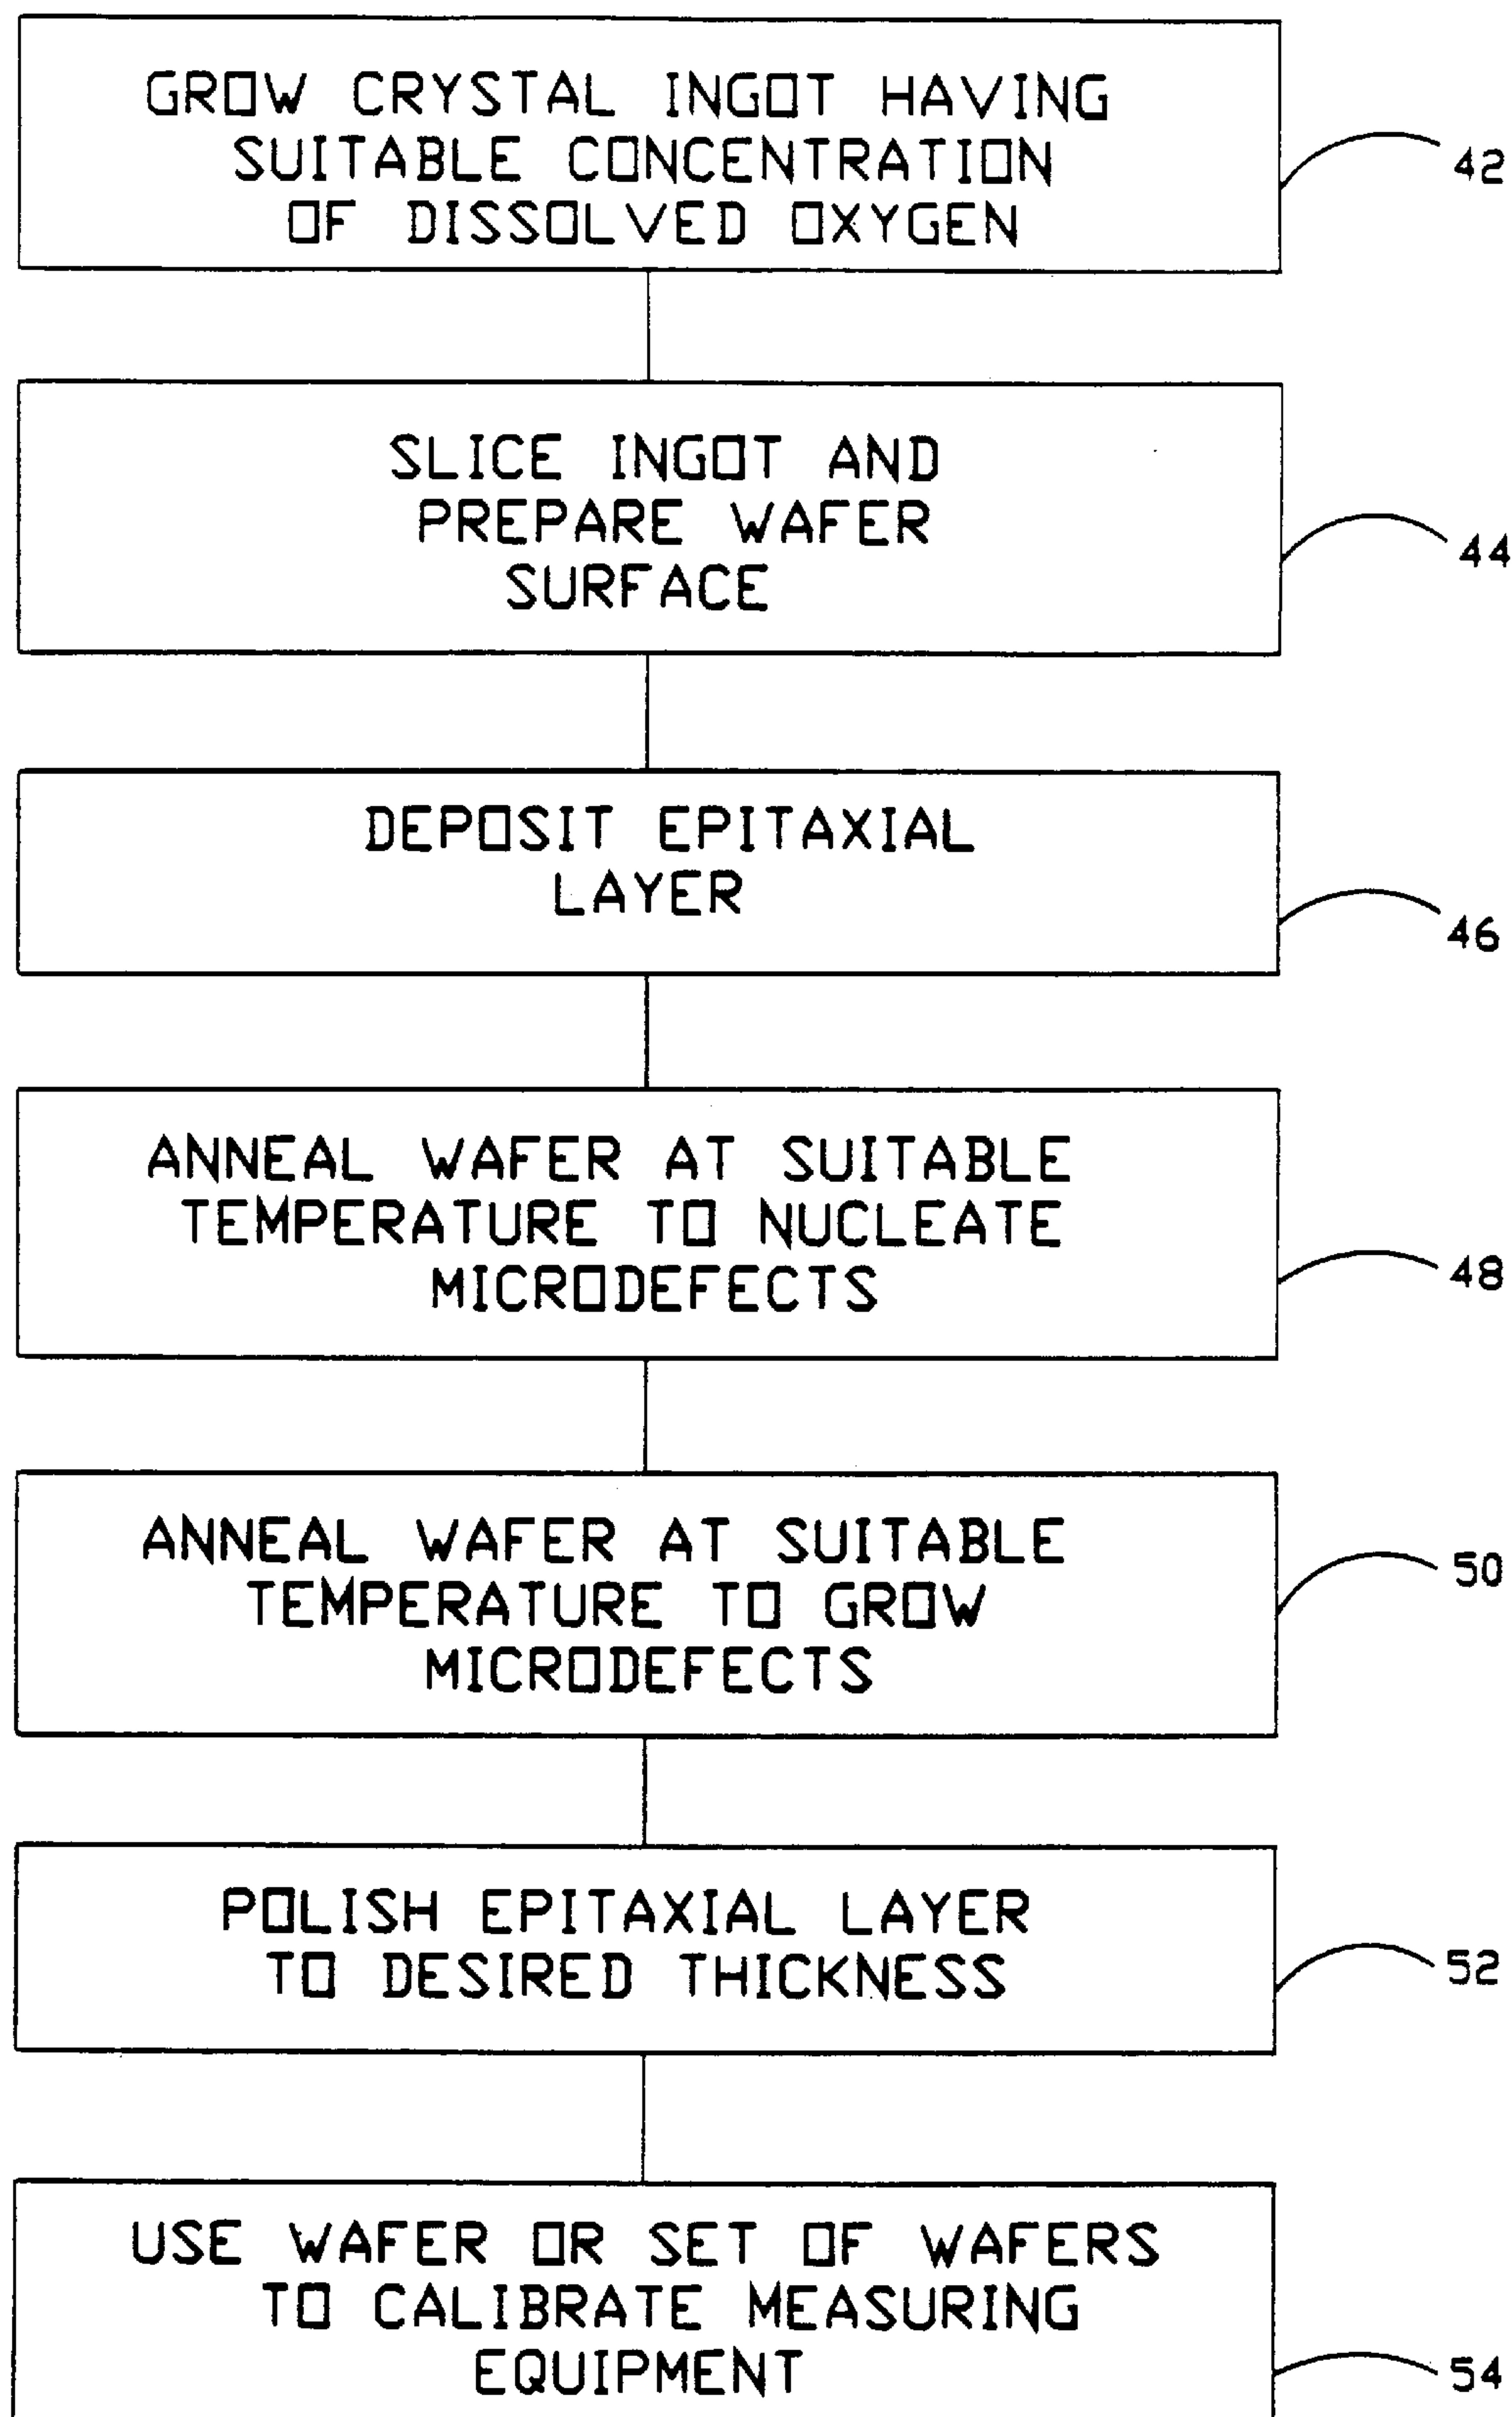 GROW CRYSTAL INGOT HAVING
SUITABLE CONCENTRATION
OF DISSOLVED OXYGEN
42
SLICE INGOT AND
PREPARE WAFER
SURFACE
44
DEPOSIT EPITAXIAL
LAYER
46
ANNEAL WAFER AT SUITABLE
TEMPERATURE TO NUCLEATE
MICRODEFECTS
48
ANNEAL WAFER AT SUITABLE
TEMPERATURE TO GROW
MICRODEFECTS
50
POLISH EPITAXIAL LAYER
TO DESIRED THICKNESS
52
USE WAFER OR SET OF WAFERS
TO CALIBRATE MEASURING
EQUIPMENT
54